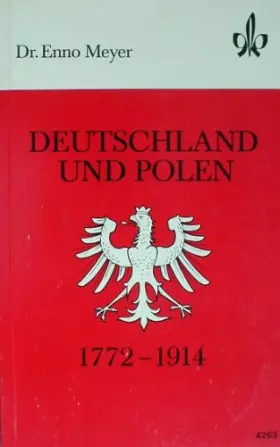 Dr. Enno Meyer
DEUTSCHLAND
UND POLEN
1772–1914
4263